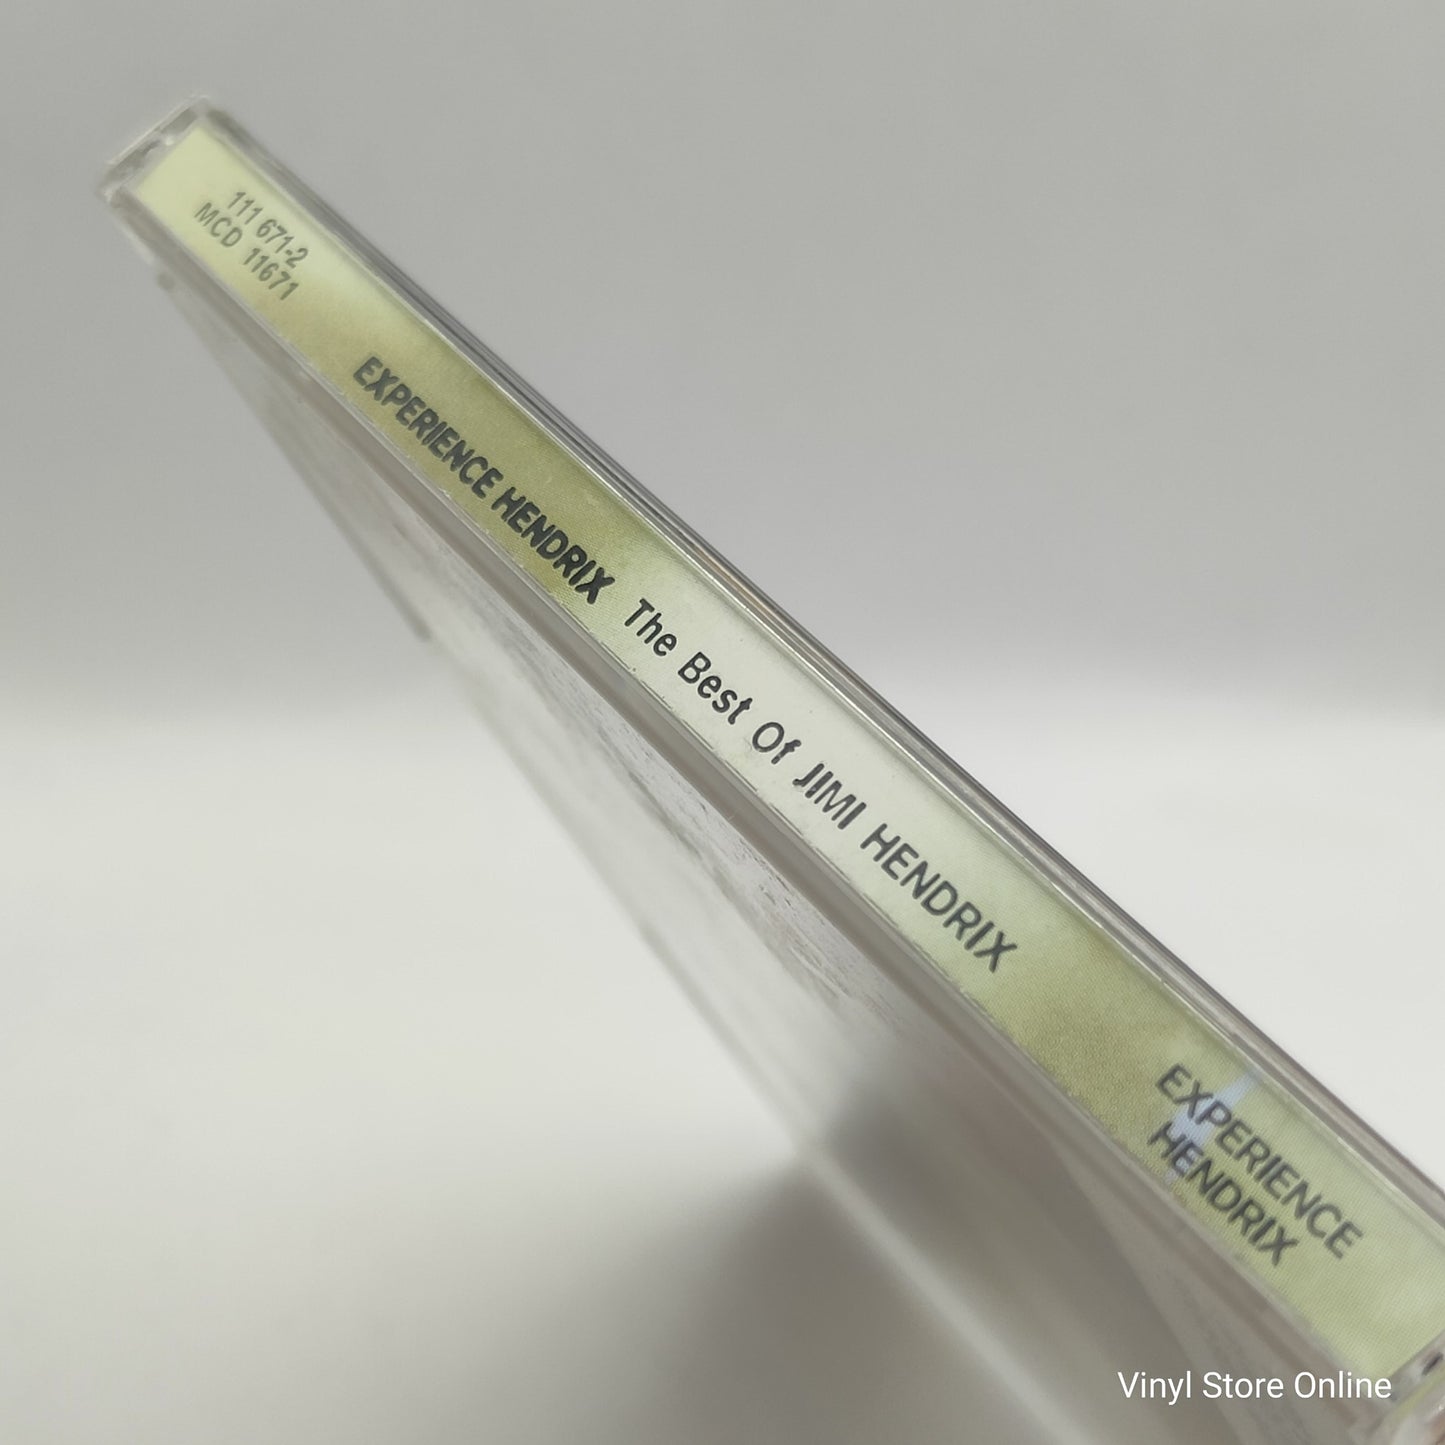 111 671-2
MCD 11671
EXPERIENCE HENDRIX The Best Of JIMI HENDRIX
EXPERIENCE
HENDRIX
Vinyl Store Online